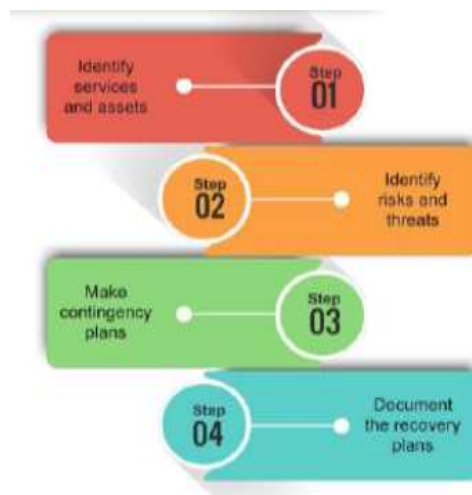 Identify
services
and assets
Step
01
Step
02
Identify
risks and
threats
Make
contingency
plans
Step
03
Step
04
Document
the recovery
plans